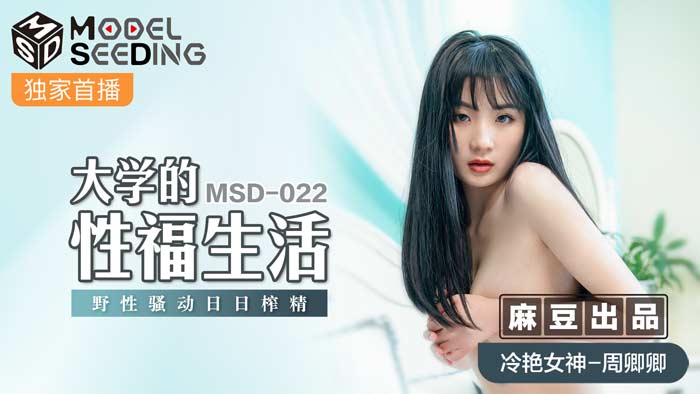 MSD
MODEL
SEEDING
独家首播
大学的
MSD-022
性福生活
野性骚动日日榨精
麻豆出品
冷艳女神-周卿卿